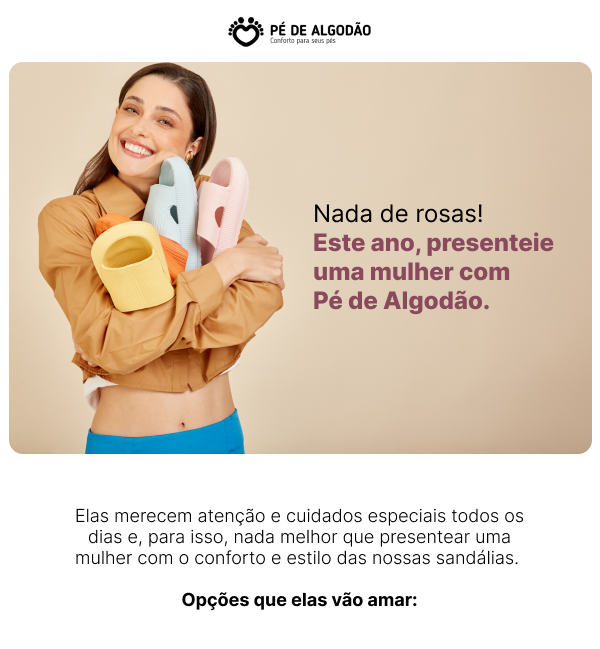 PÉ DE ALGODÃO
Conforto para seus pés
Nada de rosas!
Este ano, presenteie
uma mulher com
Pé de Algodão.
Elas merecem atenção e cuidados especiais todos os
dias e, para isso, nada melhor que presentear uma
mulher com o conforto e estilo das nossas sandálias.
Opções que elas vão amar: